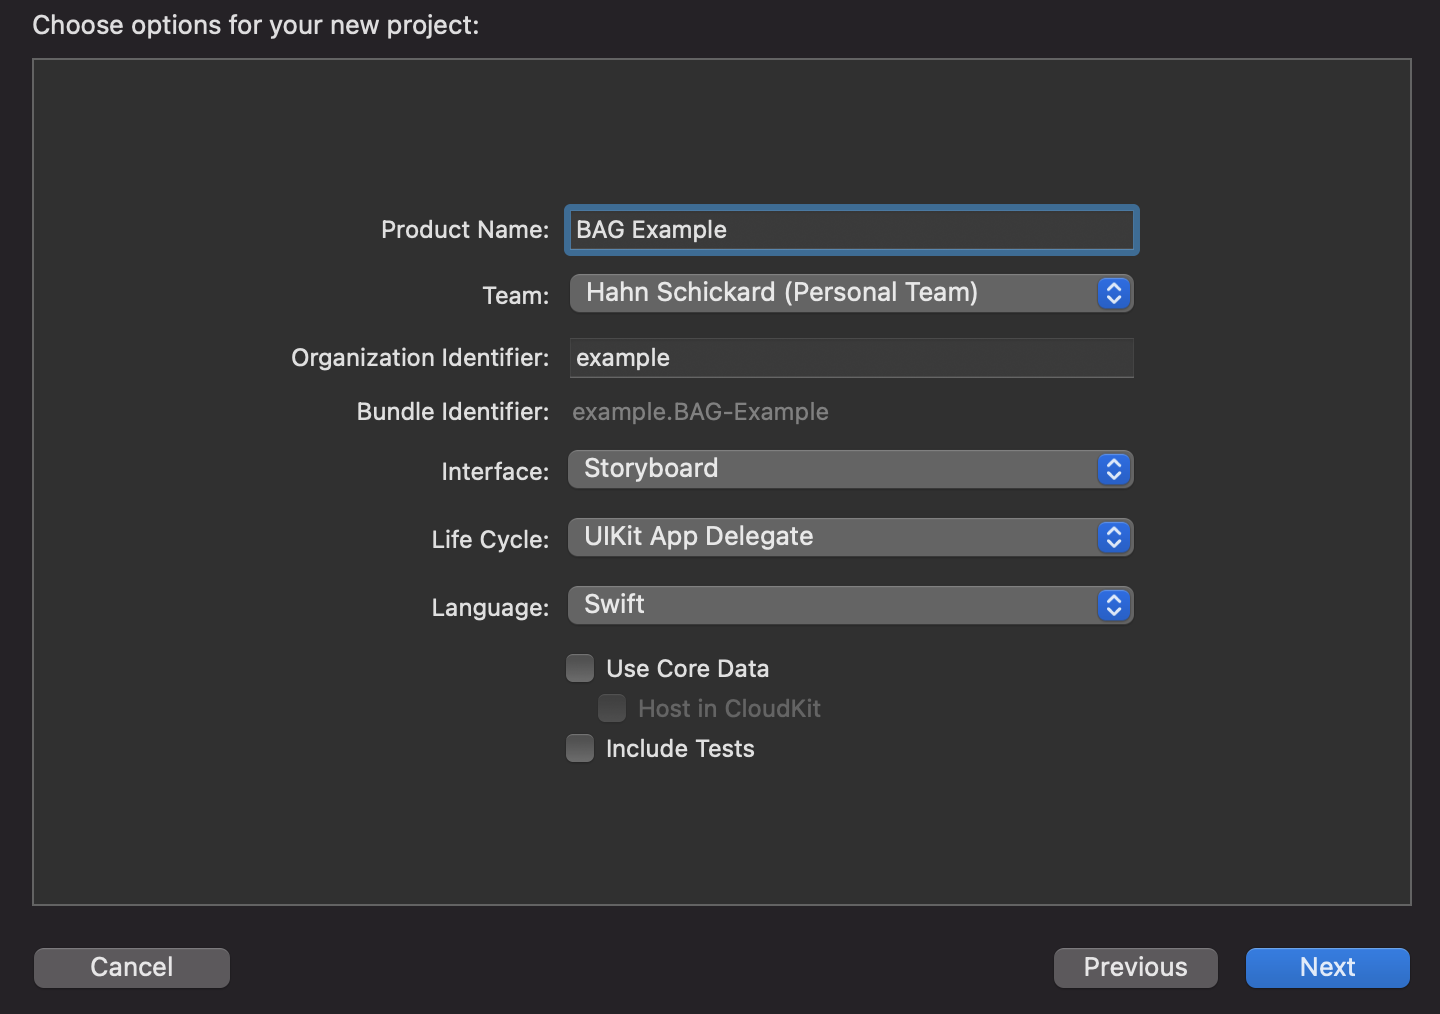 Choose options for your new project:
Product Name: BAG Example
Team: Hahn Schickard (Personal Team)
Organization Identifier: example
Bundle Identifier: example.BAG-Example
Interface: Storyboard
Life Cycle: UIKit App Delegate
Language: Swift
Use Core Data
Host in CloudKit
Include Tests
Cancel Previous Next